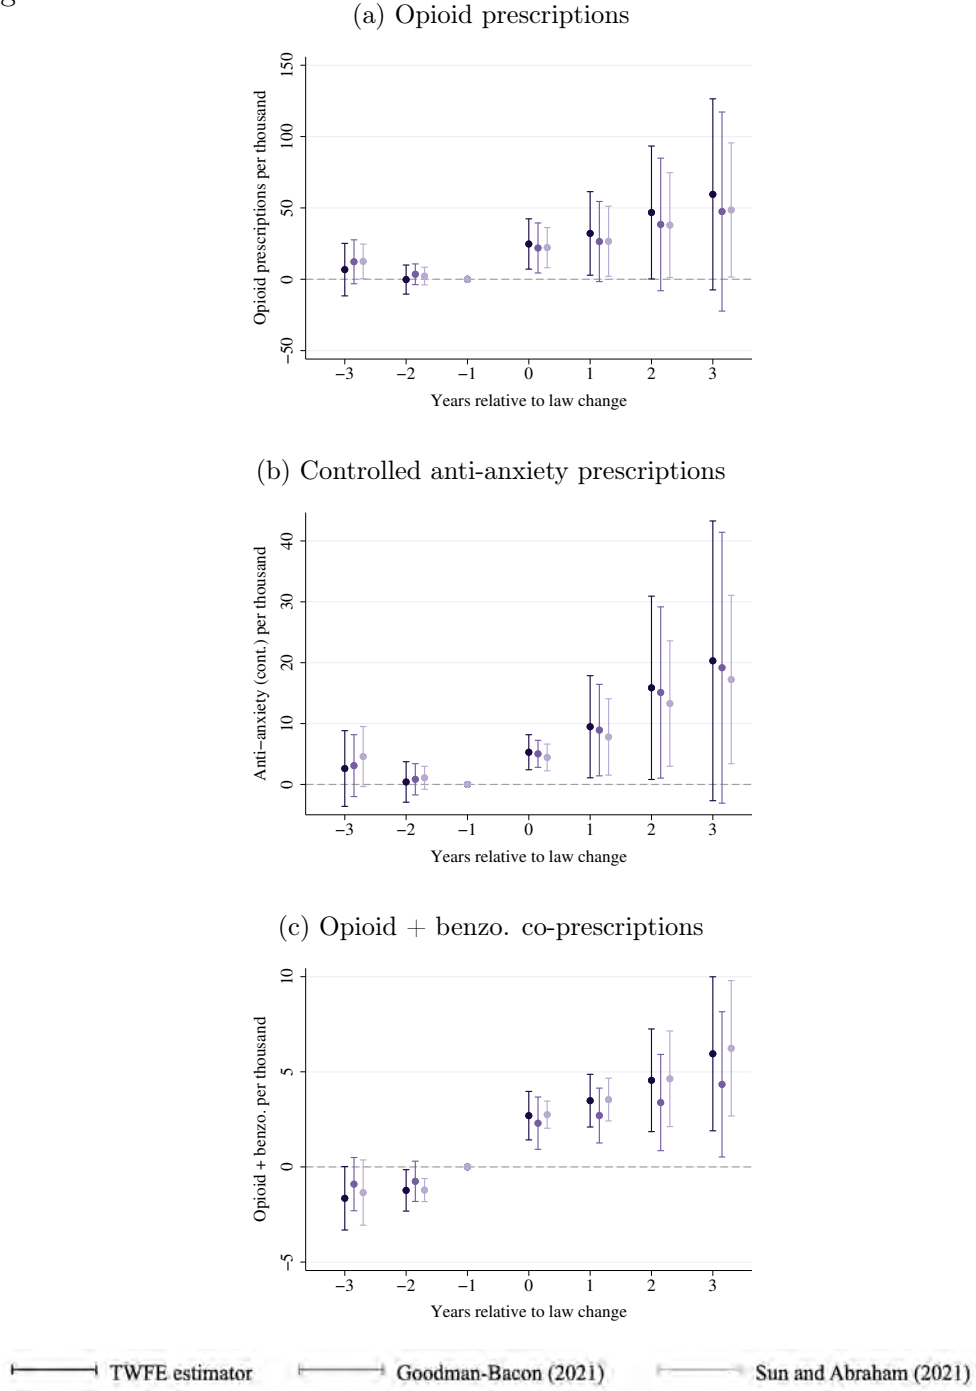 (a) Opioid prescriptions
Opioid prescriptions per thousand
150
100
50
0
−50
−3 −2 −1 0 1 2 3
Years relative to law change
(b) Controlled anti-anxiety prescriptions
Anti−anxiety (cont.) per thousand
40
30
20
10
0
−3 −2 −1 0 1 2 3
Years relative to law change
(c) Opioid + benzo. co-prescriptions
Opioid + benzo. per thousand
10
5
0
−5
−3 −2 −1 0 1 2 3
Years relative to law change
TWFE estimator Goodman-Bacon (2021) Sun and Abraham (2021)